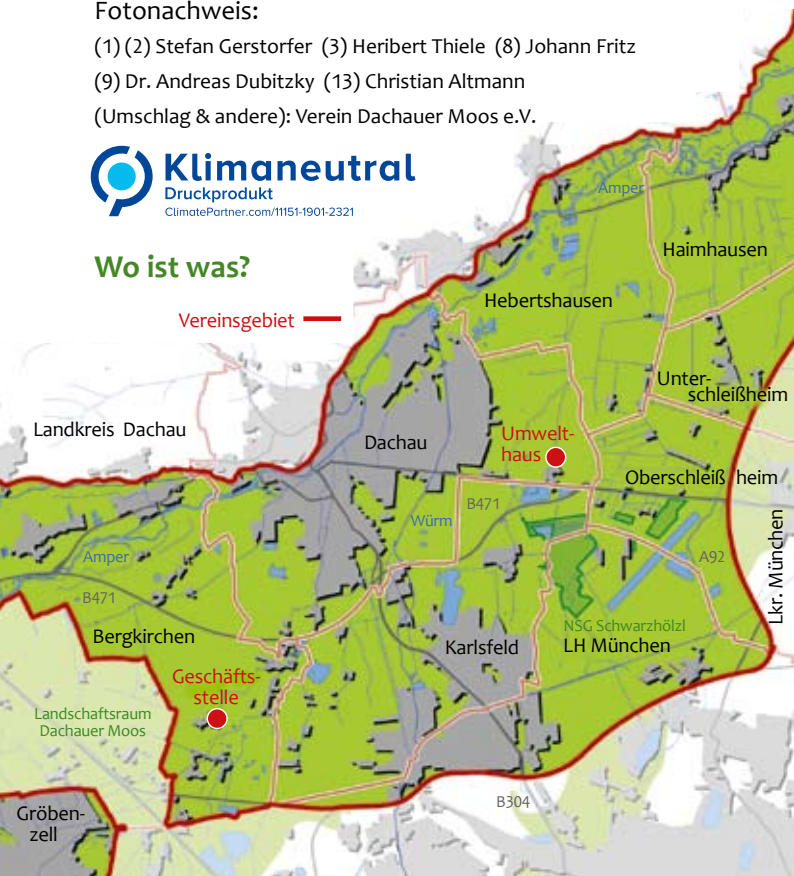 Fotonachweis:
(1) (2) Stefan Gerstorfer (3) Heribert Thiele (8) Johann Fritz
(9) Dr. Andreas Dubitzky (13) Christian Altmann
(Umschlag & andere): Verein Dachauer Moos e.V.
Klimaneutral
Druckprodukt
ClimatePartner.com/11151-1901-2321
Wo ist was?
Vereinsgebiet
Amper
Haimhausen
Hebertshausen
Unter-
schleißheim
Landkreis Dachau
Dachau
Umwelt-
haus
Oberschleiß heim
B471
Würm
Lkr. München
A92
Amper
B471
NSG Schwarzhölzl
LH München
Bergkirchen
Karlsfeld
Geschäfts-
stelle
Landschaftsraum
Dachauer Moos
B304
Gröben-
zell